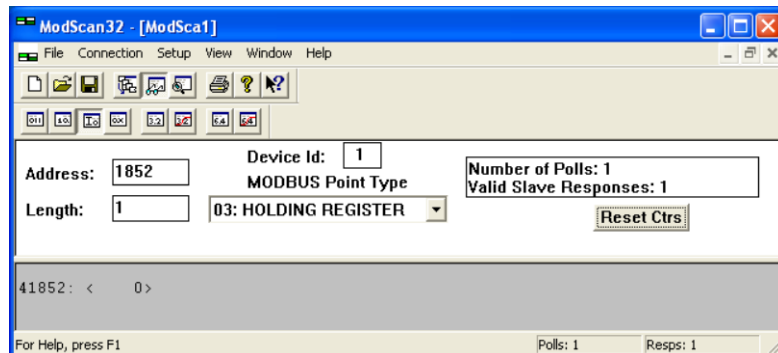 ModScan32 - [ModSca1]
File Connection Setup View Window Help
Address: 1852
Device Id: 1
MODBUS Point Type
Length: 1
03: HOLDING REGISTER
Number of Polls: 1
Valid Slave Responses: 1
Reset Ctrs
41852: <    0>
For Help, press F1
Polls: 1
Resps: 1